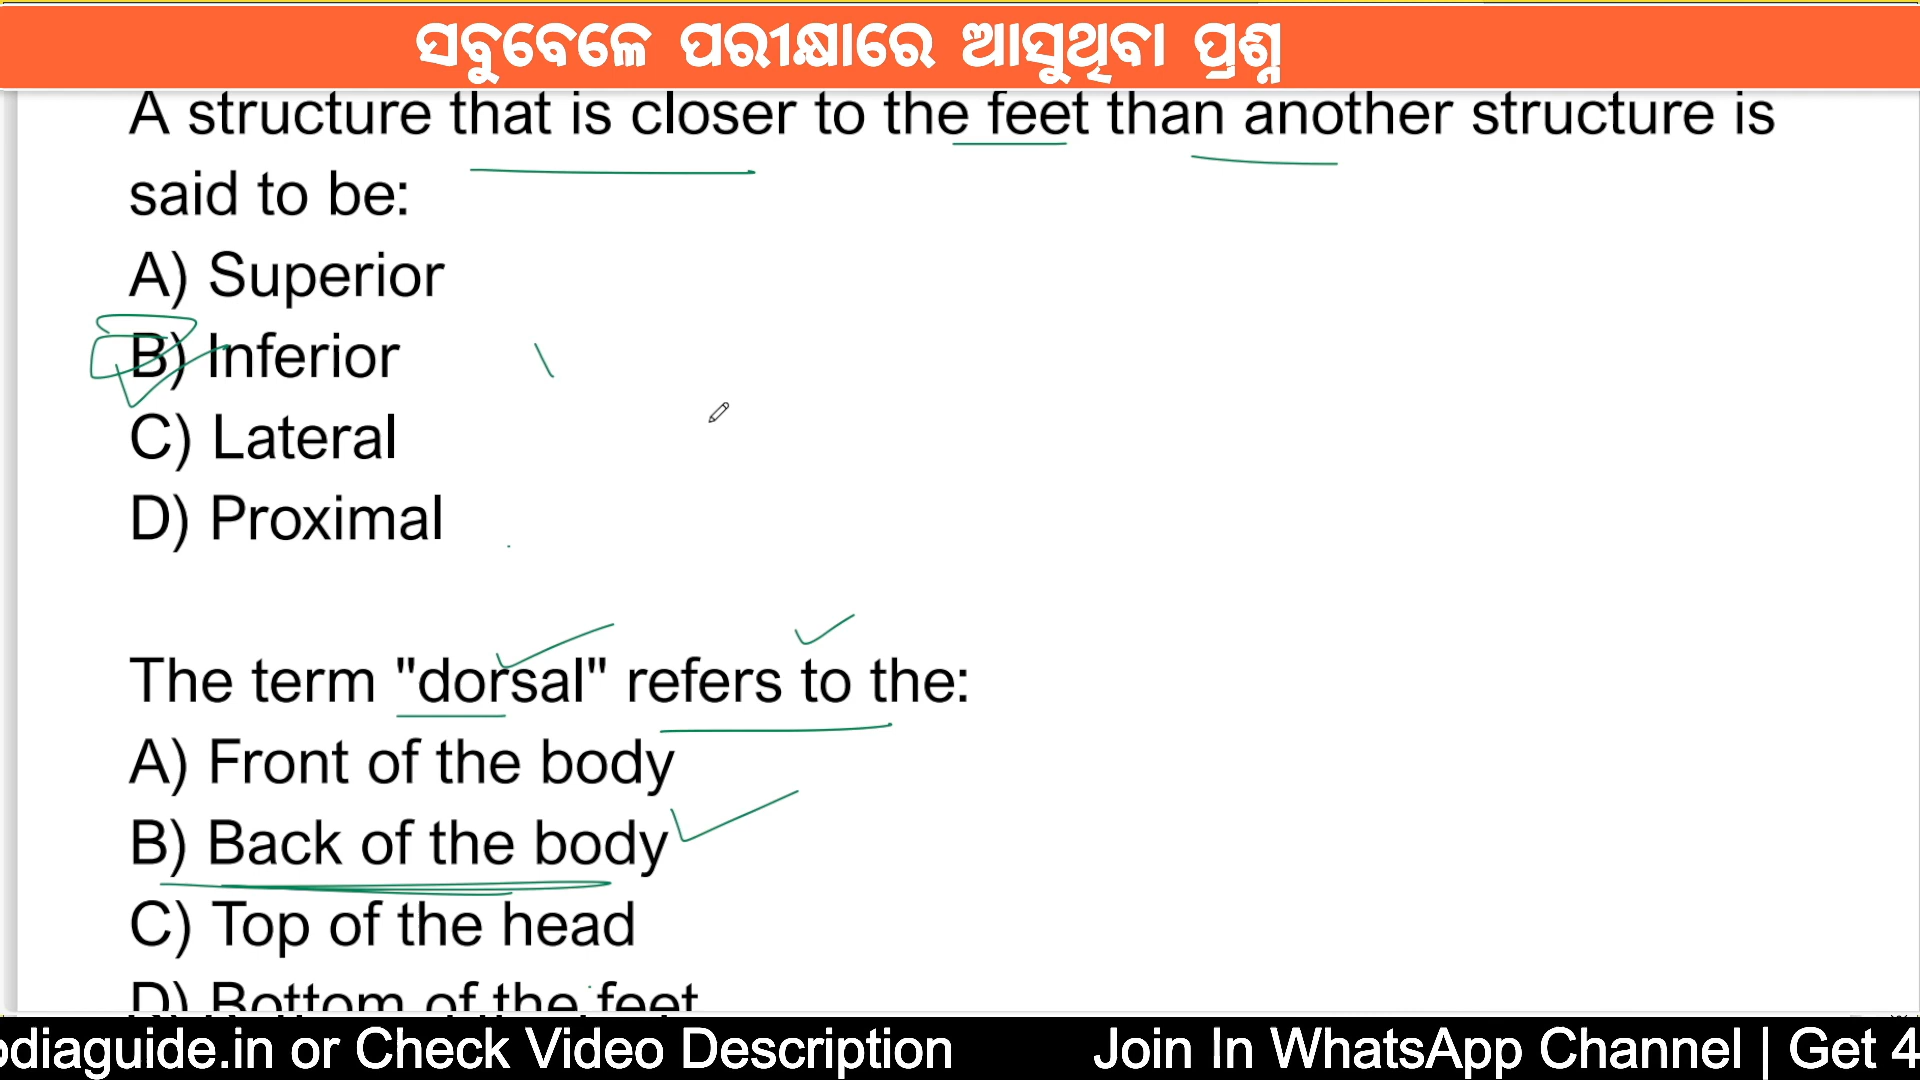 ସବୁବେଳେ ପରୀକ୍ଷାରେ ଆସୁଥିବା ପ୍ରଶ୍ନ
A structure that is closer to the feet than another structure is
said to be:
A) Superior
B) Inferior
C) Lateral
D) Proximal
The term "dorsal" refers to the:
A) Front of the body
B) Back of the body
C) Top of the head
D) Bottom of the feet
odiaguide.in or Check Video Description Join In WhatsApp Channel | Get 4